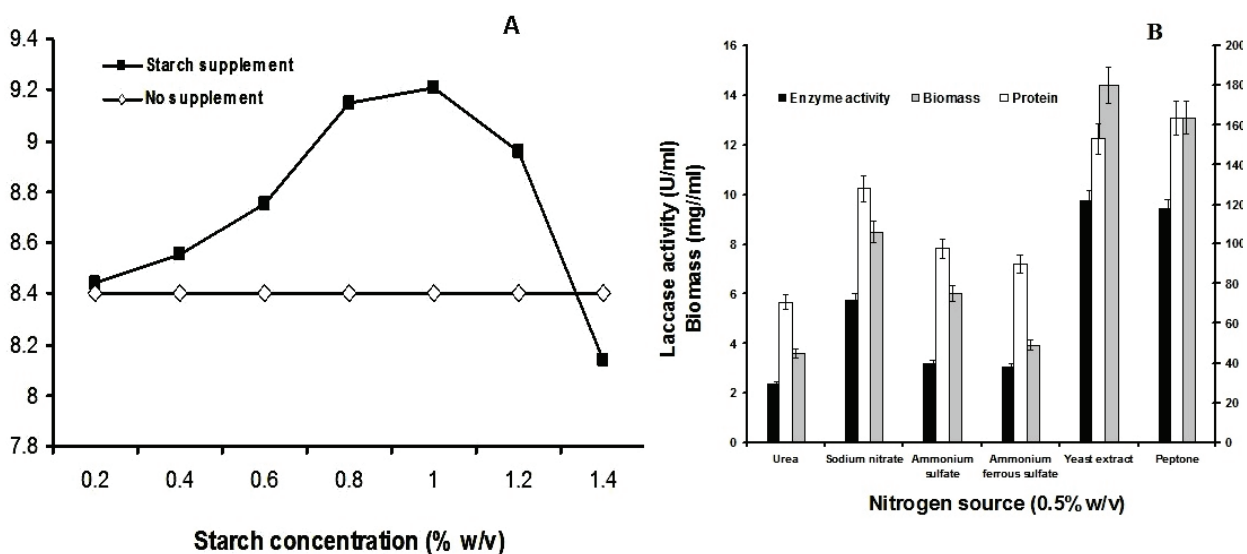 A
9.4
9.2
9
8.8
8.6
8.4
8.2
8
7.8
Starch supplement
No supplement
0.2 0.4 0.6 0.8 1 1.2 1.4
Starch concentration (% w/v)
B
Laccase activity (U/ml)
Biomass (mg//ml)
16
14
12
10
8
6
4
2
0
Enzyme activity Biomass Protein
200
180
160
140
120
100
80
60
40
20
0
Urea Sodium nitrate Ammonium sulfate Ammonium ferrous sulfate Yeast extract Peptone
Nitrogen source (0.5% w/v)